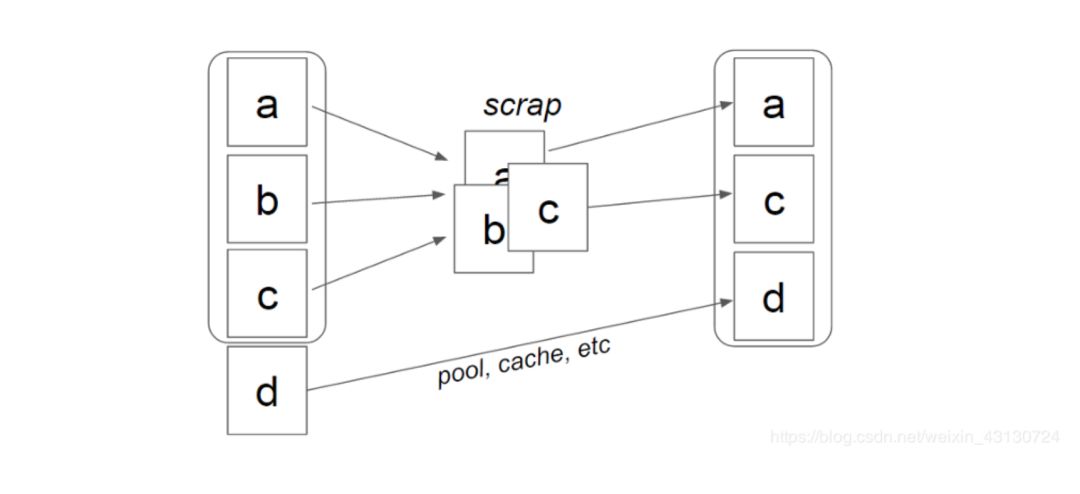 a
b
c
d
scrap
a
b
c
pool, cache, etc
a
c
d
https://blog.csdn.net/weixin_43130724